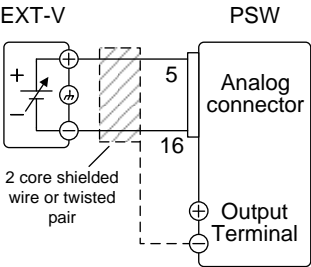 EXT-V
PSW
5
Analog
connector
16
2 core shielded
wire or twisted
pair
Output
Terminal